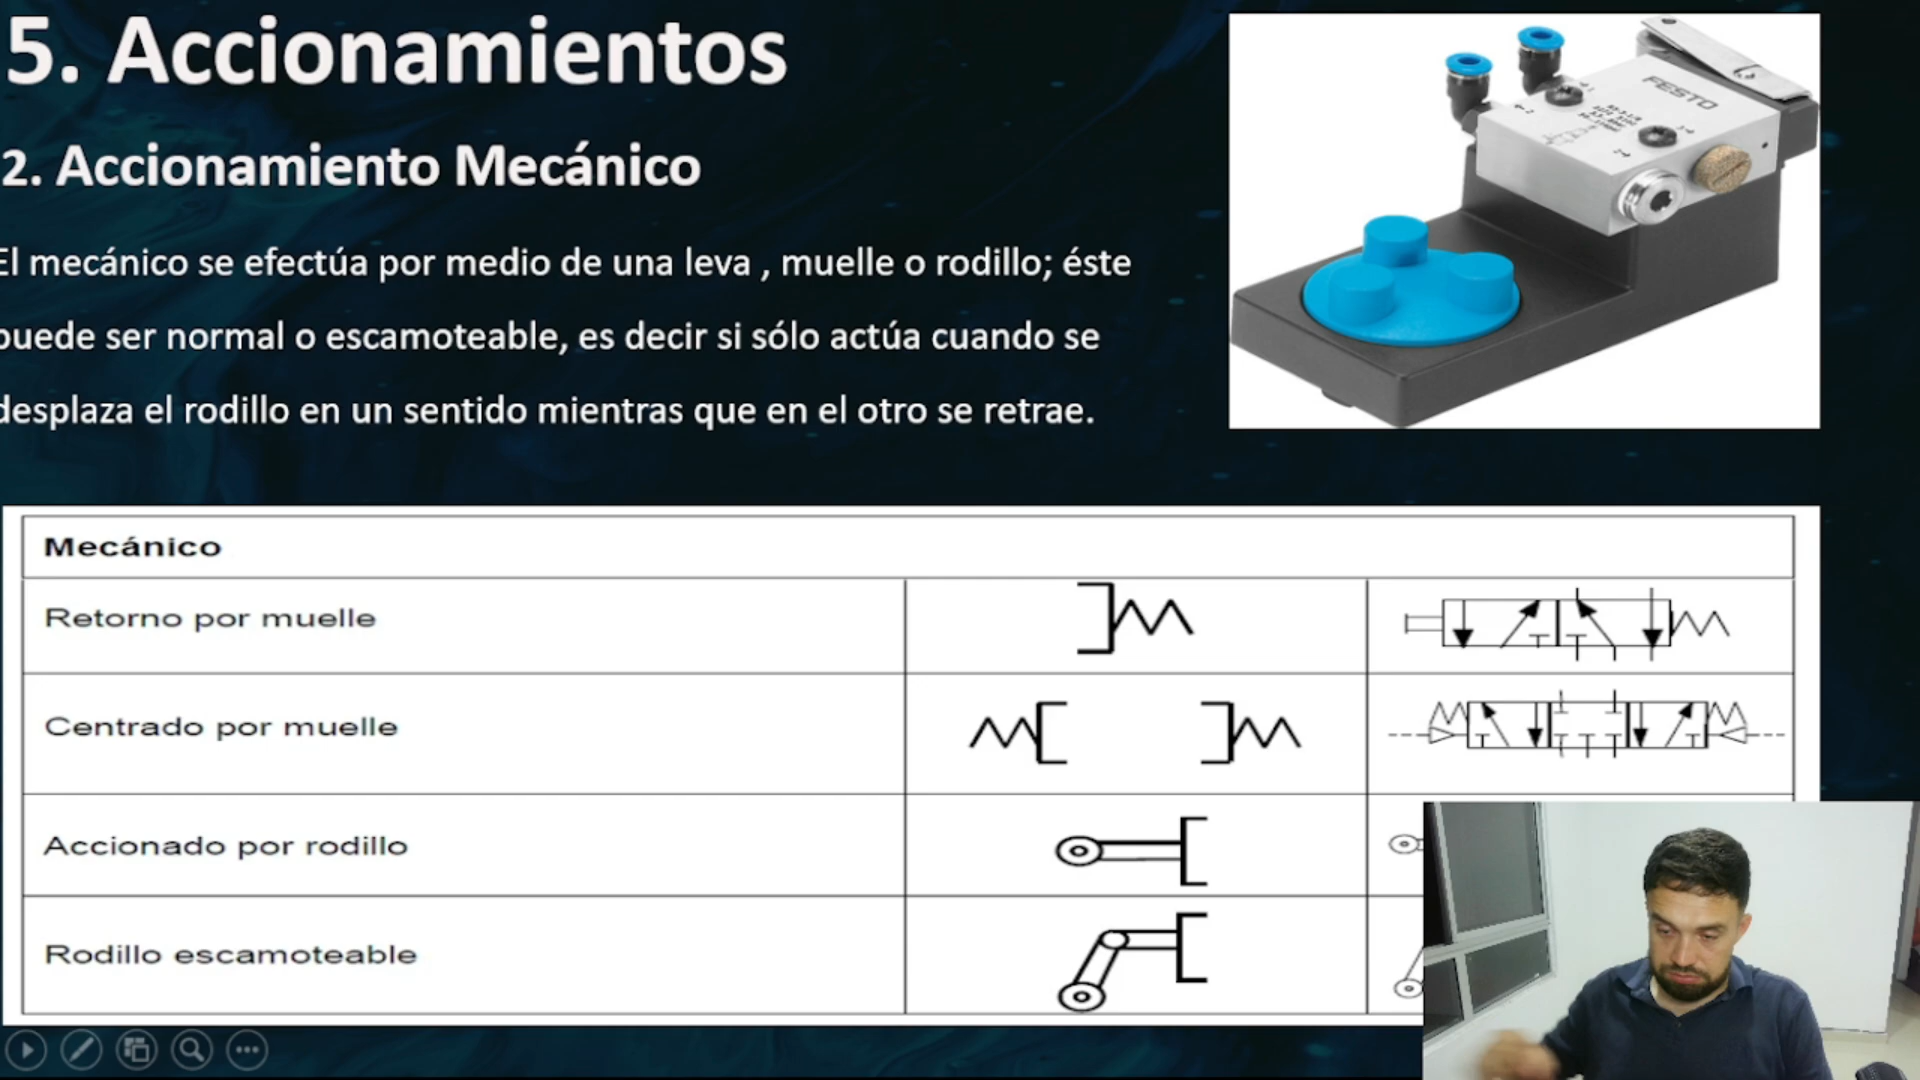 5. Accionamientos
2. Accionamiento Mecánico
El mecánico se efectúa por medio de una leva , muelle o rodillo; éste
puede ser normal o escamoteable, es decir si sólo actúa cuando se
desplaza el rodillo en un sentido mientras que en el otro se retrae.
FESTO
Mecánico
Retorno por muelle
Centrado por muelle
Accionado por rodillo
Rodillo escamoteable